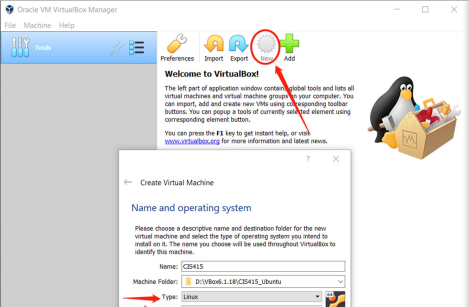 Oracle VM VirtualBox Manager
File Machine Help
Tools
Preferences Import Export New Add
Welcome to VirtualBox!
The left part of application window contains global tools and lists all
virtual machines and virtual machine groups on your computer. You
can import, add and create new VMs using corresponding toolbar
buttons. You can popup a tools of currently selected element using
corresponding element button.
You can press the F1 key to get instant help, or visit
www.virtualbox.org for more information and latest news.
?
Create Virtual Machine
Name and operating system
Please choose a descriptive name and destination folder for the new
virtual machine and select the type of operating system you intend to
install on it. The name you choose will be used throughout VirtualBox to
identify this machine.
Name: CIS415
Machine Folder: D:\VBox6.1.18\CIS415_Ubuntu
Type: Linux
64